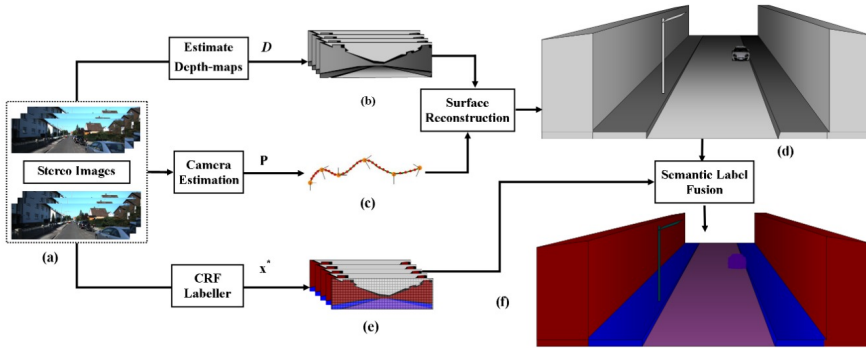 Estimate
Depth-maps
D
(b)
Surface
Reconstruction
(d)
Stereo Images
Camera
Estimation
P
(c)
Semantic Label
Fusion
(a)
CRF
Labeller
x*
(e)
(f)